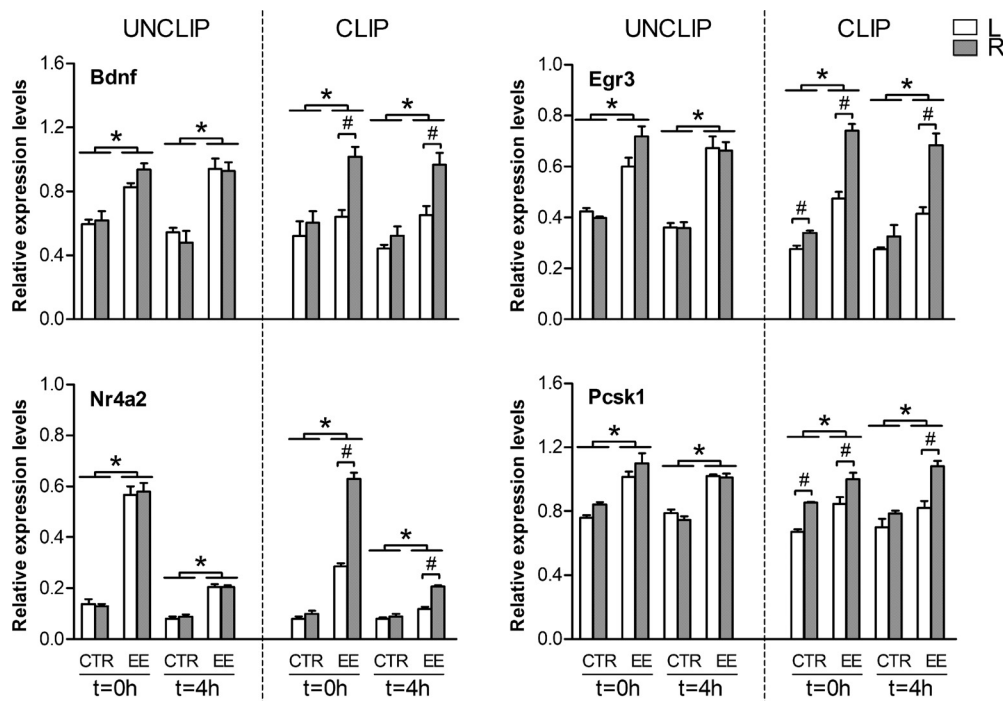 UNCLIP CLIP UNCLIP CLIP L
R
Bdnf
Relative expression levels
1.6
1.2
0.8
0.4
0.0
* * * # * #
Egr3
Relative expression levels
1.0
0.8
0.6
0.4
0.2
0.0
* * # * # * #
Nr4a2
Relative expression levels
1.0
0.8
0.6
0.4
0.2
0.0
* * * # * #
CTR EE CTR EE CTR EE CTR EE
t=0h t=4h t=0h t=4h
Pcsk1
Relative expression levels
1.6
1.2
0.8
0.4
0.0
* * # * # * #
CTR EE CTR EE CTR EE CTR EE
t=0h t=4h t=0h t=4h